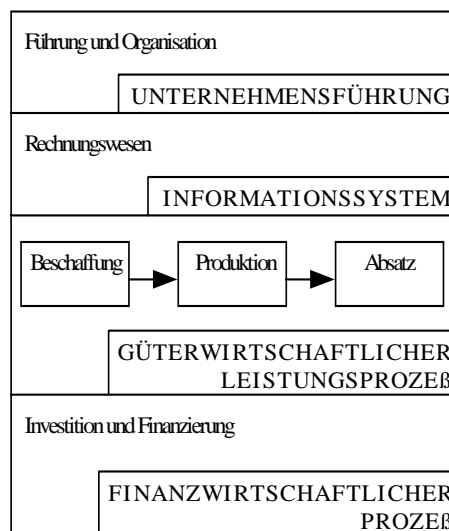 Führung und Organisation
UNTERNEHMENSFÜHRUNG
Rechnungswesen
INFORMATIONSSYSTEM
Beschaffung Produktion Absatz
GÜTERWIRTSCHAFTLICHER
LEISTUNGSPROZEß
Investition und Finanzierung
FINANZWIRTSCHAFTLICHER
PROZEß